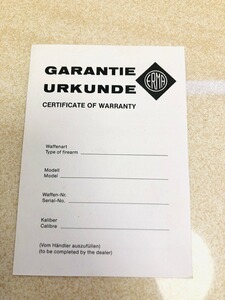 GARANTIE
URKUNDE
ERMA
CERTIFICATE OF WARRANTY
Waffenart
Type of firearm
Modell
Model
Waffen-Nr.
Serial-No.
Kaliber
Calibre
(Vom Händler auszufüllen)
(to be completed by the dealer)